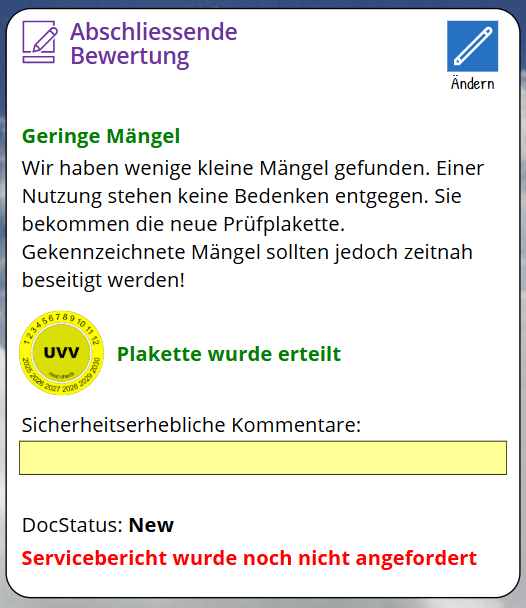 Abschliessende
Bewertung
Ändern
Geringe Mängel
Wir haben wenige kleine Mängel gefunden. Einer
Nutzung stehen keine Bedenken entgegen. Sie
bekommen die neue Prüfplakette.
Gekennzeichnete Mängel sollten jedoch zeitnah
beseitigt werden!
1 2 3 4 5 6 7 8 9 10 11 12
UVV
next check
2025 2026 2027 2028 2029 2030
Plakette wurde erteilt
Sicherheitserhebliche Kommentare:
DocStatus: New
Servicebericht wurde noch nicht angefordert